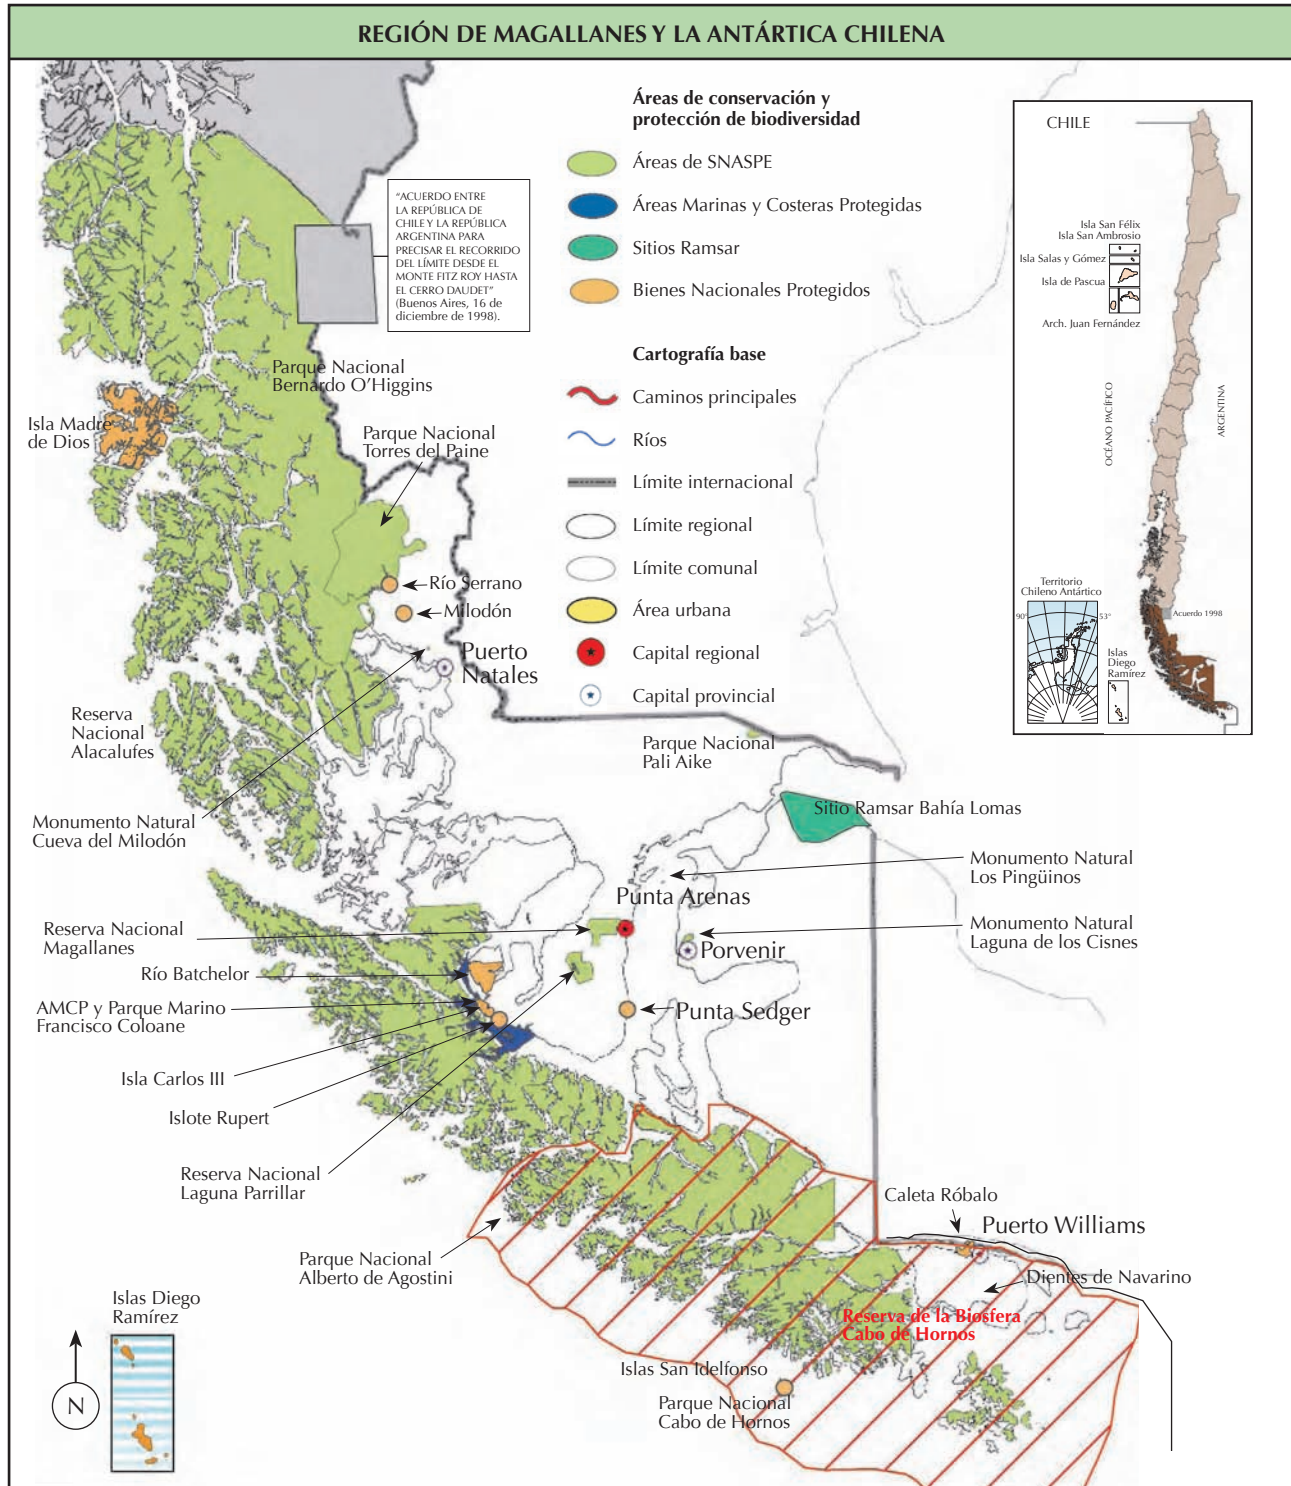 REGIÓN DE MAGALLANES Y LA ANTÁRTICA CHILENA
Áreas de conservación y
protección de biodiversidad
Áreas de SNASPE
Áreas Marinas y Costeras Protegidas
Sitios Ramsar
Bienes Nacionales Protegidos
Cartografía base
Caminos principales
Ríos
Límite internacional
Límite regional
Límite comunal
Área urbana
Capital regional
Capital provincial
"ACUERDO ENTRE
LA REPÚBLICA DE
CHILE Y LA REPÚBLICA
ARGENTINA PARA
PRECISAR EL RECORRIDO
DEL LÍMITE DESDE EL
MONTE FITZ ROY HASTA
EL CERRO DAUDET"
(Buenos Aires, 16 de
diciembre de 1998).
CHILE
Isla San Félix
Isla San Ambrosio
Isla Salas y Gómez
Isla de Pascua
Arch. Juan Fernández
OCÉANO PACÍFICO
ARGENTINA
Territorio
Chileno Antártico
90°
53°
Acuerdo 1998
Islas
Diego
Ramírez
Parque Nacional
Bernardo O'Higgins
Isla Madre
de Dios
Parque Nacional
Torres del Paine
Río Serrano
Milodón
Puerto
Natales
Reserva
Nacional
Alacalufes
Parque Nacional
Pali Aike
Monumento Natural
Cueva del Milodón
Sitio Ramsar Bahía Lomas
Monumento Natural
Los Pingüinos
Punta Arenas
Reserva Nacional
Magallanes
Monumento Natural
Laguna de los Cisnes
Porvenir
Río Batchelor
AMCP y Parque Marino
Francisco Coloane
Punta Sedger
Isla Carlos III
Islote Rupert
Reserva Nacional
Laguna Parrillar
Caleta Róbalo
Puerto Williams
Parque Nacional
Alberto de Agostini
Dientes de Navarino
Islas Diego
Ramírez
Reserva de la Biosfera
Cabo de Hornos
Islas San Idelfonso
Parque Nacional
Cabo de Hornos
N